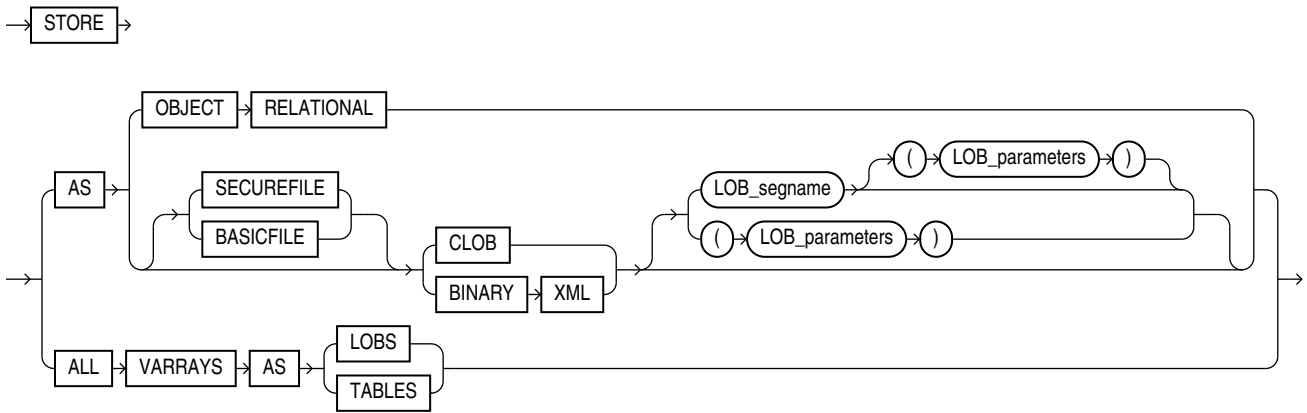 STORE
OBJECT RELATIONAL
( LOB_parameters )
AS SECUREFILE LOB_segname
BASICFILE ( LOB_parameters )
CLOB
BINARY XML
LOBS
ALL VARRAYS AS
TABLES